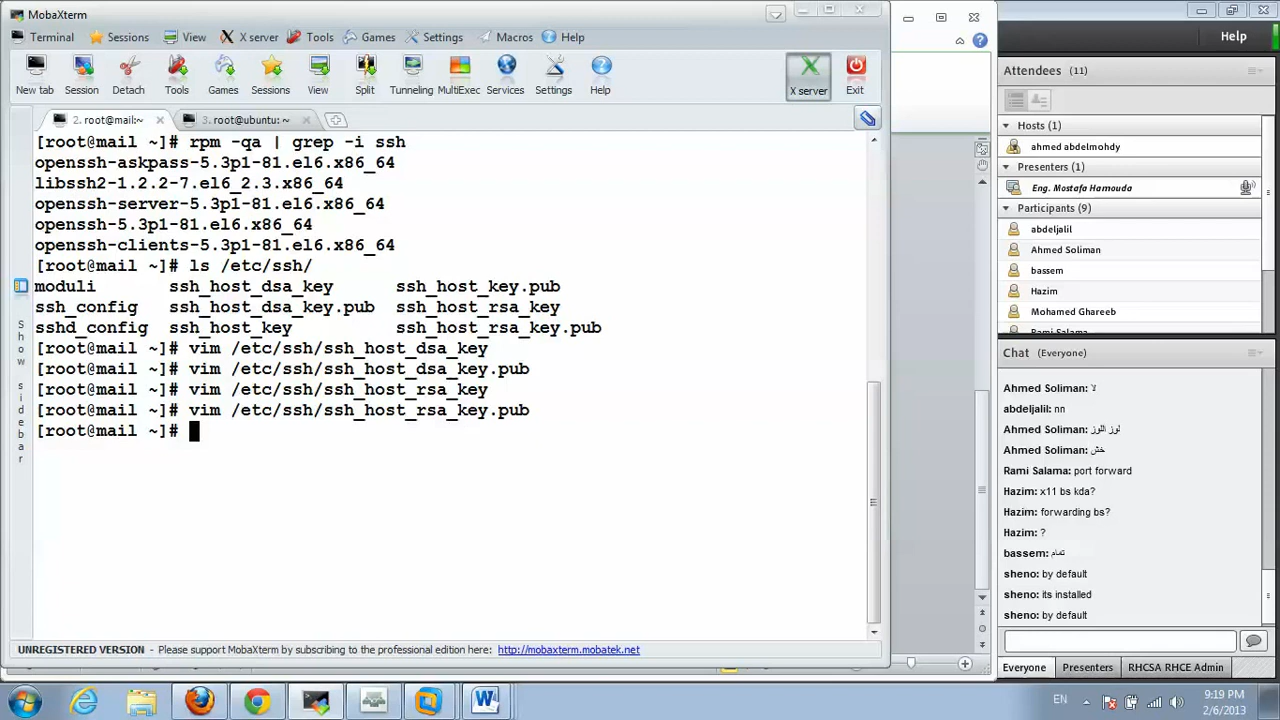 MobaXterm
Terminal Sessions View X server Tools Games Settings Macros Help
New tab Session Detach Tools Games Sessions View Split Tunneling MultiExec Services Settings Help X server Exit
2. root@mail:~ 3. root@ubuntu: ~
[root@mail ~]# rpm -qa | grep -i ssh
openssh-askpass-5.3p1-81.el6.x86_64
libssh2-1.2.2-7.el6_2.3.x86_64
openssh-server-5.3p1-81.el6.x86_64
openssh-5.3p1-81.el6.x86_64
openssh-clients-5.3p1-81.el6.x86_64
[root@mail ~]# ls /etc/ssh/
moduli ssh_host_dsa_key ssh_host_key.pub
ssh_config ssh_host_dsa_key.pub ssh_host_rsa_key
sshd_config ssh_host_key ssh_host_rsa_key.pub
[root@mail ~]# vim /etc/ssh/ssh_host_dsa_key
[root@mail ~]# vim /etc/ssh/ssh_host_dsa_key.pub
[root@mail ~]# vim /etc/ssh/ssh_host_rsa_key
[root@mail ~]# vim /etc/ssh/ssh_host_rsa_key.pub
[root@mail ~]#
Show sidebar
UNREGISTERED VERSION - Please support MobaXterm by subscribing to the professional edition here: http://mobaxterm.mobatek.net
Help
Attendees (11)
Hosts (1)
ahmed abdelmohdy
Presenters (1)
Eng. Mostafa Hamouda
Participants (9)
abdeljalil
Ahmed Soliman
bassem
Hazim
Mohamed Ghareeb
Rami Salama
Chat (Everyone)
Ahmed Soliman: لا
abdeljalil: nn
Ahmed Soliman: لوز اللوز
Ahmed Soliman: خش
Rami Salama: port forward
Hazim: x11 bs kda?
Hazim: forwarding bs?
Hazim: ?
bassem: تمام
sheno: by default
sheno: its installed
sheno: by default
Everyone Presenters RHCSA RHCE Admin
EN
9:19 PM
2/6/2013